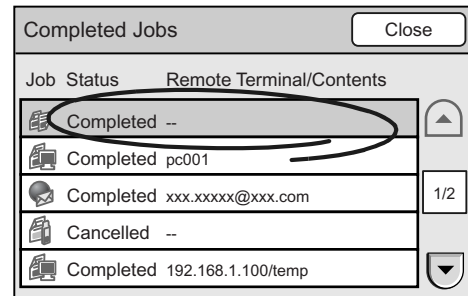 Completed Jobs Close
Job Status Remote Terminal/Contents
Completed --
Completed pc001
Completed xxx.xxxxx@xxx.com
1/2
Cancelled --
Completed 192.168.1.100/temp